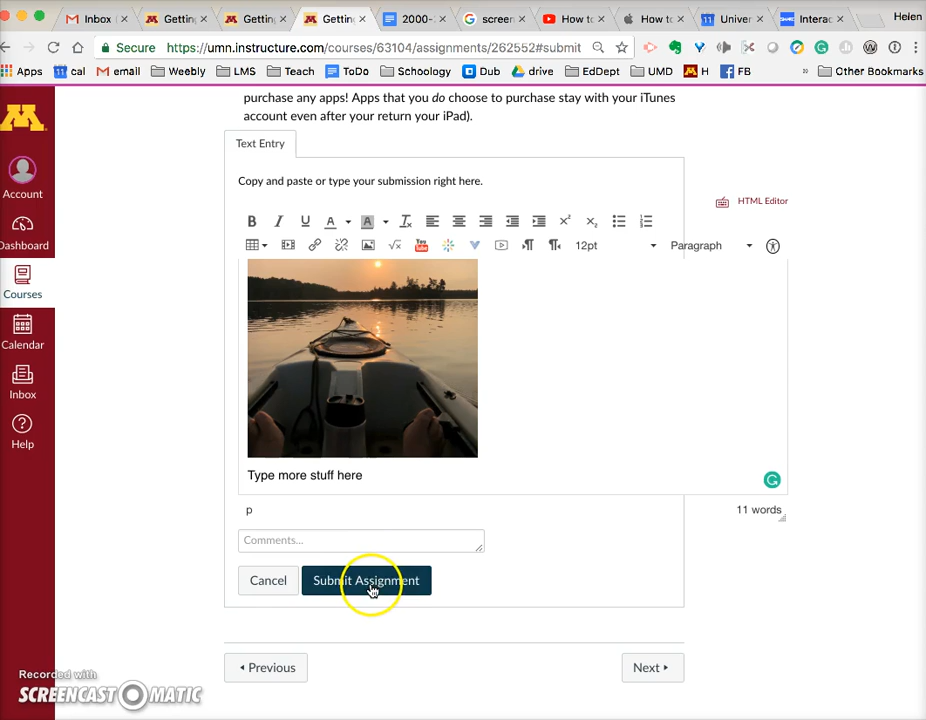 Inbox
Getting
Getting
Getting
2000-
screen
How to
How to
Univer
Interac
Helen
Secure
https://umn.instructure.com/courses/63104/assignments/262552#submit
Apps
cal
email
Weebly
LMS
Teach
ToDo
Schoology
Dub
drive
EdDept
UMD
H
FB
»
Other Bookmarks
purchase any apps! Apps that you do choose to purchase stay with your iTunes
account even after your return your iPad).
Account
Dashboard
Courses
Calendar
Inbox
Help
Text Entry
Copy and paste or type your submission right here.
HTML Editor
12pt
Paragraph
Type more stuff here
p
11 words
Comments...
Cancel
Submit Assignment
Previous
Next
Recorded with
SCREENCAST MATIC